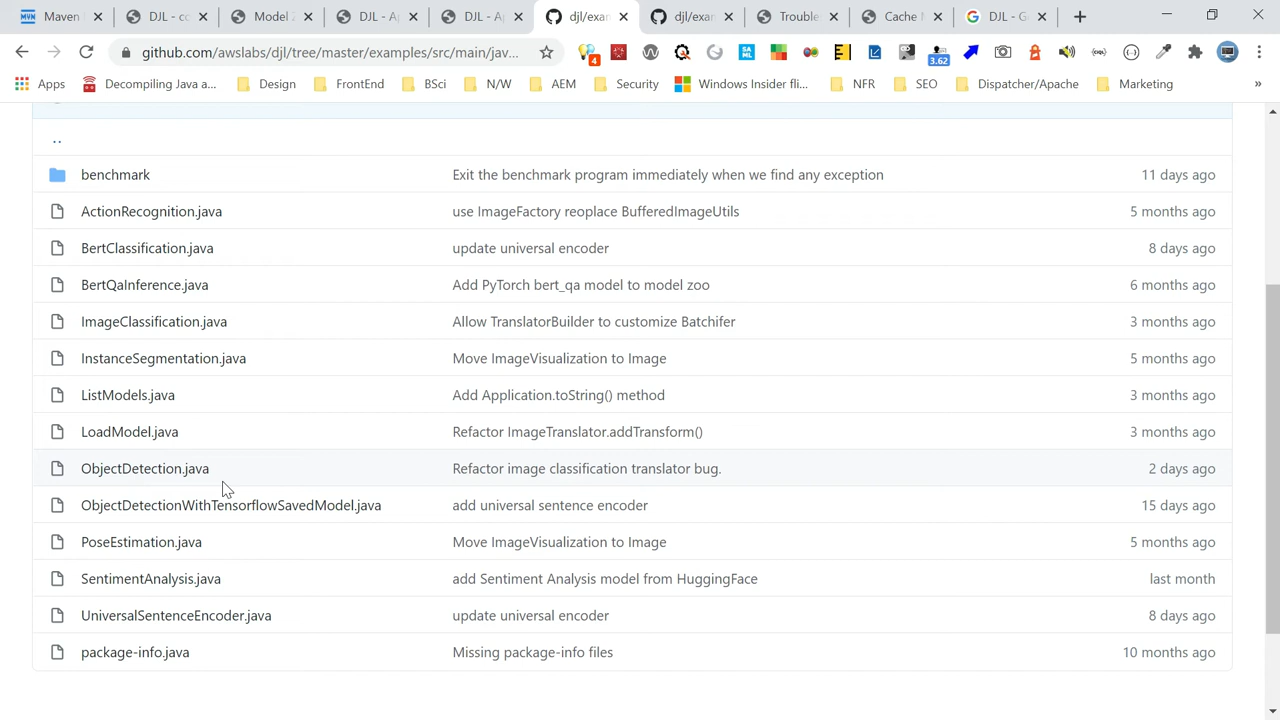 Maven
DJL - co
Model Z
DJL - Ap
DJL - Ap
djl/exan
djl/exan
Trouble
Cache M
DJL - G
github.com/awslabs/djl/tree/master/examples/src/main/jav...
4
SAML
3.62
Apps
Decompiling Java a...
Design
FrontEnd
BSci
N/W
AEM
Security
Windows Insider fli...
NFR
SEO
Dispatcher/Apache
Marketing
»
..
benchmark Exit the benchmark program immediately when we find any exception 11 days ago
ActionRecognition.java use ImageFactory reoplace BufferedImageUtils 5 months ago
BertClassification.java update universal encoder 8 days ago
BertQaInference.java Add PyTorch bert_qa model to model zoo 6 months ago
ImageClassification.java Allow TranslatorBuilder to customize Batchifer 3 months ago
InstanceSegmentation.java Move ImageVisualization to Image 5 months ago
ListModels.java Add Application.toString() method 3 months ago
LoadModel.java Refactor ImageTranslator.addTransform() 3 months ago
ObjectDetection.java Refactor image classification translator bug. 2 days ago
ObjectDetectionWithTensorflowSavedModel.java add universal sentence encoder 15 days ago
PoseEstimation.java Move ImageVisualization to Image 5 months ago
SentimentAnalysis.java add Sentiment Analysis model from HuggingFace last month
UniversalSentenceEncoder.java update universal encoder 8 days ago
package-info.java Missing package-info files 10 months ago